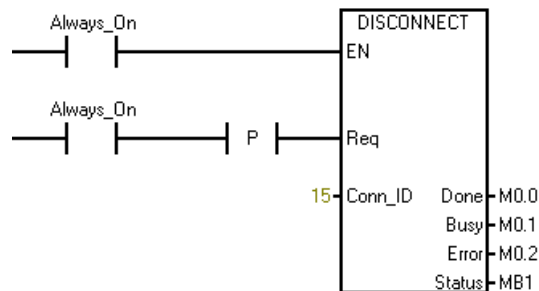 Always_On
DISCONNECT
EN
Always_On
P
Req
15
Conn_ID
Done
M0.0
Busy
M0.1
Error
M0.2
Status
MB1